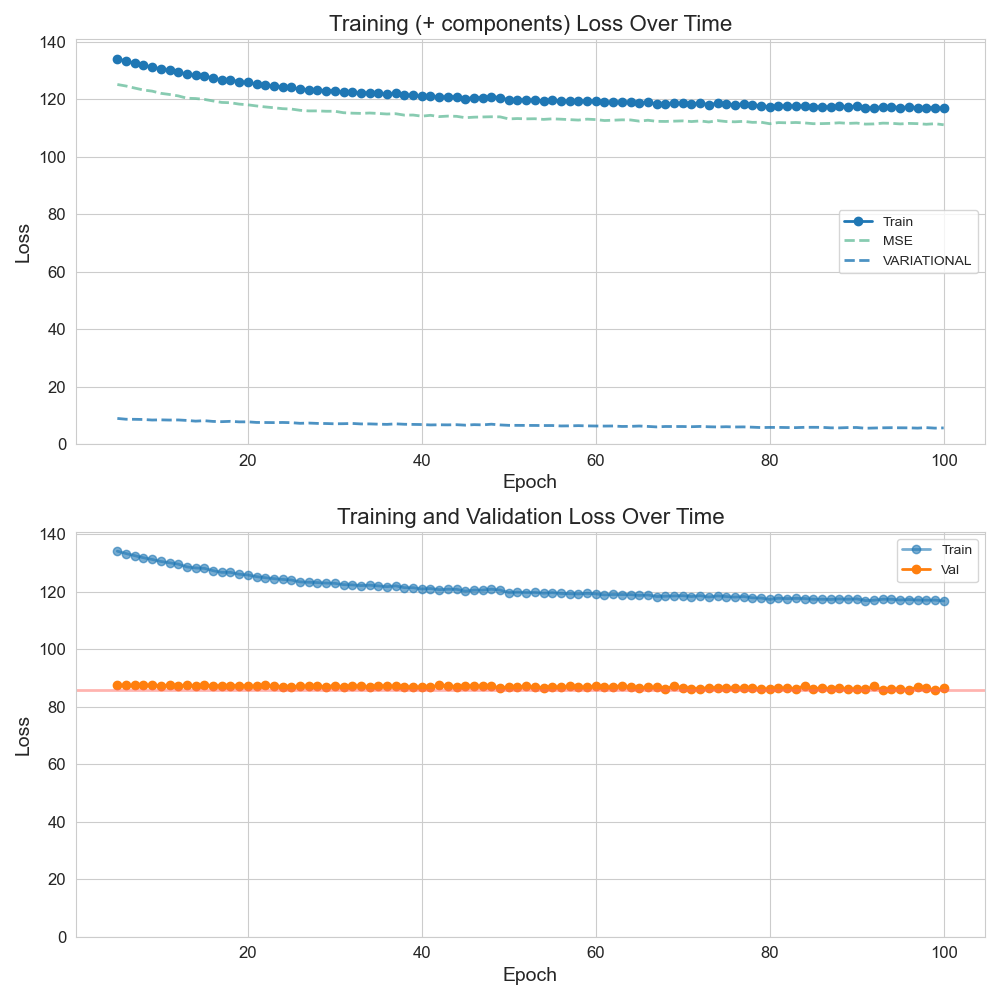 Training (+ components) Loss Over Time
140
120
100
80
60
40
20
0
Loss
Train
MSE
VARIATIONAL
20 40 60 80 100
Epoch
Training and Validation Loss Over Time
140
120
100
80
60
40
20
0
Loss
Train
Val
20 40 60 80 100
Epoch